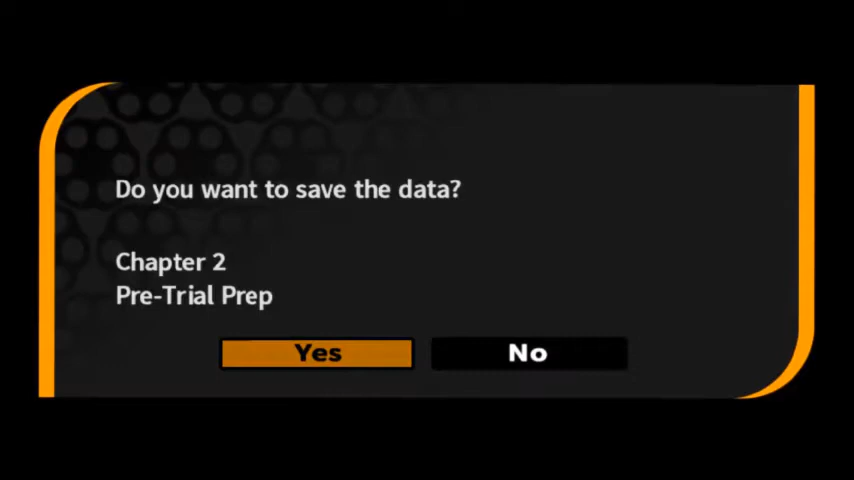 Do you want to save the data?
Chapter 2
Pre-Trial Prep
Yes No